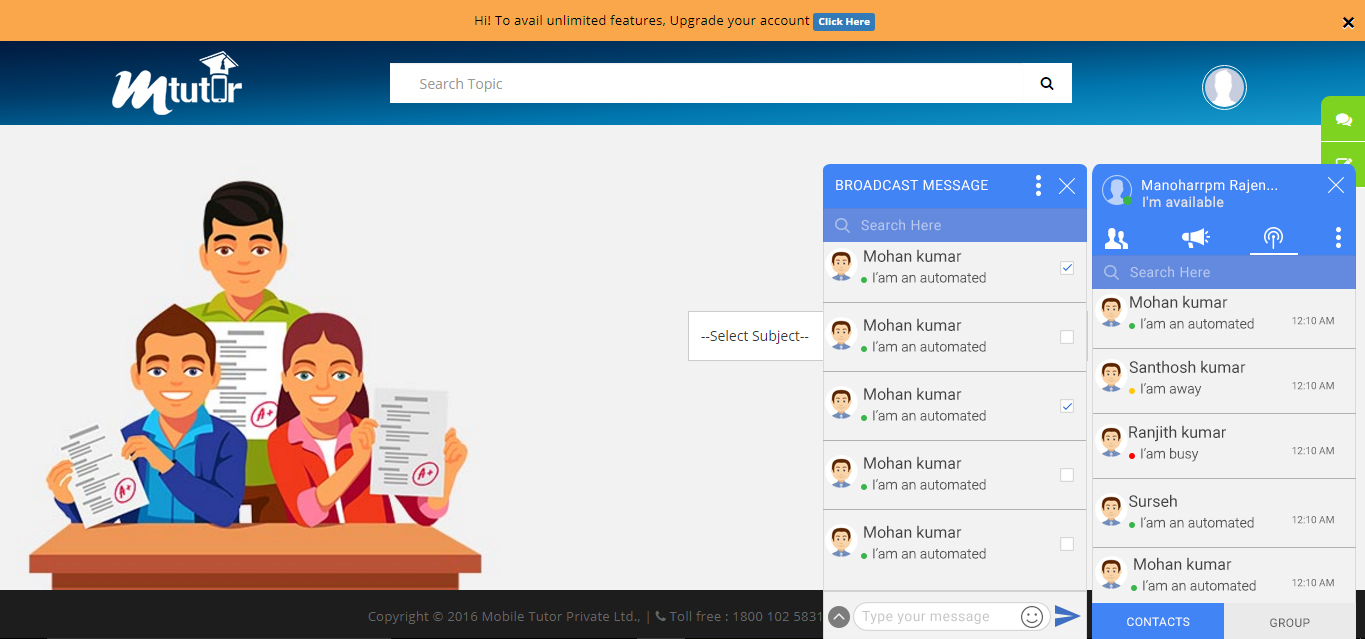 Hi! To avail unlimited features, Upgrade your account Click Here
Mtutor
Search Topic
A+
A+
A+
--Select Subject--
BROADCAST MESSAGE
Search Here
Mohan kumar
I'am an automated
Mohan kumar
I'am an automated
Mohan kumar
I'am an automated
Mohan kumar
I'am an automated
Mohan kumar
I'am an automated
Type your message
Manoharrpm Rajen...
I'm available
Search Here
Mohan kumar
I'am an automated 12:10 AM
Santhosh kumar
I'am away 12:10 AM
Ranjith kumar
I'am busy 12:10 AM
Surseh
I'am an automated 12:10 AM
Mohan kumar
I'am an automated 12:10 AM
CONTACTS GROUP
Copyright © 2016 Mobile Tutor Private Ltd., | Toll free : 1800 102 5831